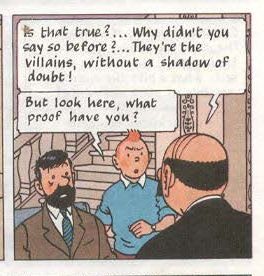 Is that true?... Why didn't you
say so before?... They're the
villains, without a shadow of
doubt!
But look here, what
proof have you?